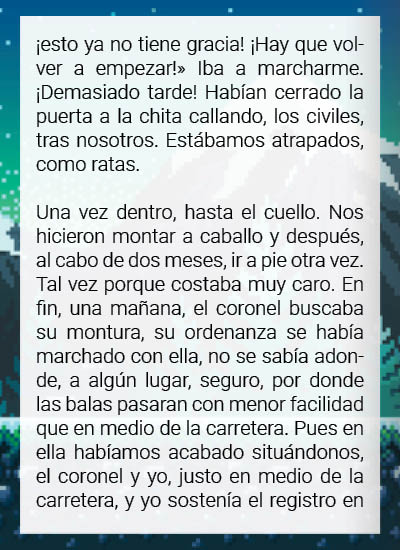 ¡esto ya no tiene gracia! ¡Hay que vol-
ver a empezar!» Iba a marcharme.
¡Demasiado tarde! Habían cerrado la
puerta a la chita callando, los civiles,
tras nosotros. Estábamos atrapados,
como ratas.

Una vez dentro, hasta el cuello. Nos
hicieron montar a caballo y después,
al cabo de dos meses, ir a pie otra vez.
Tal vez porque costaba muy caro. En
fin, una mañana, el coronel buscaba
su montura, su ordenanza se había
marchado con ella, no se sabía adon-
de, a algún lugar, seguro, por donde
las balas pasaran con menor facilidad
que en medio de la carretera. Pues en
ella habíamos acabado situándonos,
el coronel y yo, justo en medio de la
carretera, y yo sostenía el registro en